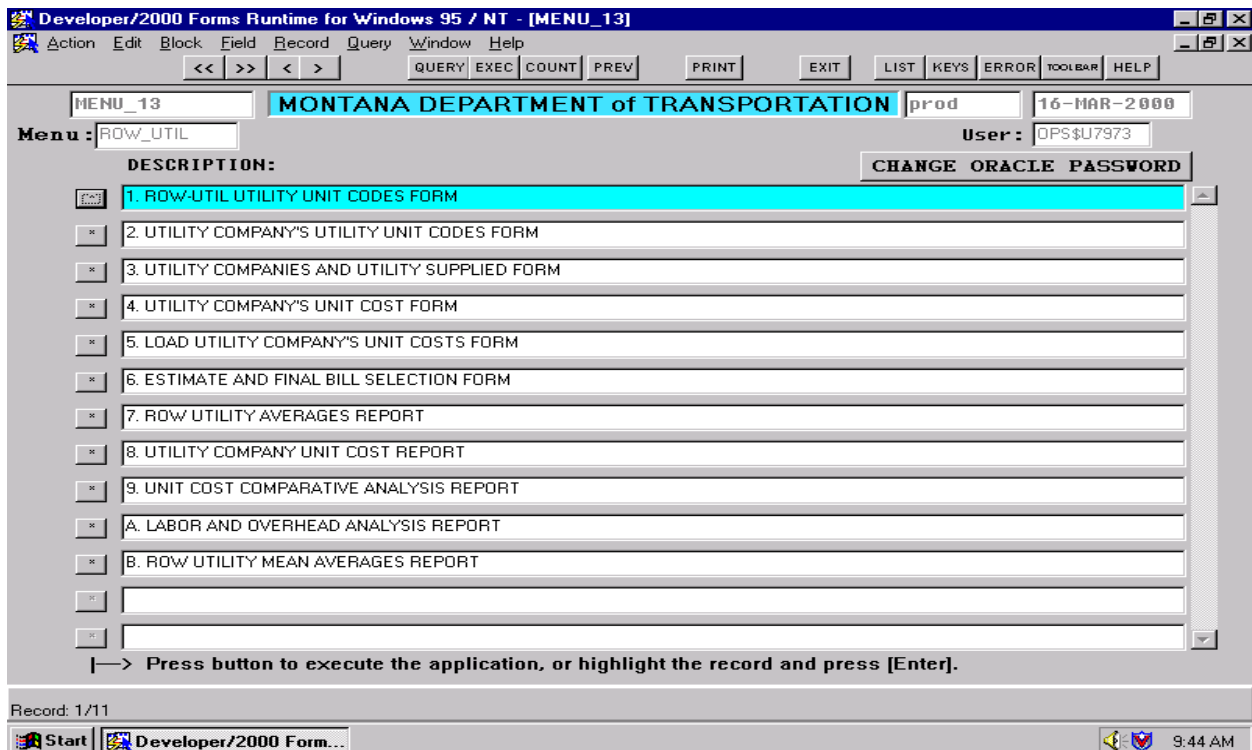 Developer/2000 Forms Runtime for Windows 95 / NT - [MENU_13]
Action Edit Block Field Record Query Window Help
<< >> < > QUERY EXEC COUNT PREV PRINT EXIT LIST KEYS ERROR TOOLBAR HELP
MENU_13 MONTANA DEPARTMENT of TRANSPORTATION prod 16-MAR-2000
Menu: ROW_UTIL User: OPS$U7973
DESCRIPTION: CHANGE ORACLE PASSWORD
1. ROW-UTIL UTILITY UNIT CODES FORM
* 2. UTILITY COMPANY'S UTILITY UNIT CODES FORM
* 3. UTILITY COMPANIES AND UTILITY SUPPLIED FORM
* 4. UTILITY COMPANY'S UNIT COST FORM
* 5. LOAD UTILITY COMPANY'S UNIT COSTS FORM
* 6. ESTIMATE AND FINAL BILL SELECTION FORM
* 7. ROW UTILITY AVERAGES REPORT
* 8. UTILITY COMPANY UNIT COST REPORT
* 9. UNIT COST COMPARATIVE ANALYSIS REPORT
* A. LABOR AND OVERHEAD ANALYSIS REPORT
* B. ROW UTILITY MEAN AVERAGES REPORT
*
*
|—> Press button to execute the application, or highlight the record and press [Enter].
Record: 1/11
Start Developer/2000 Form... 9:44 AM